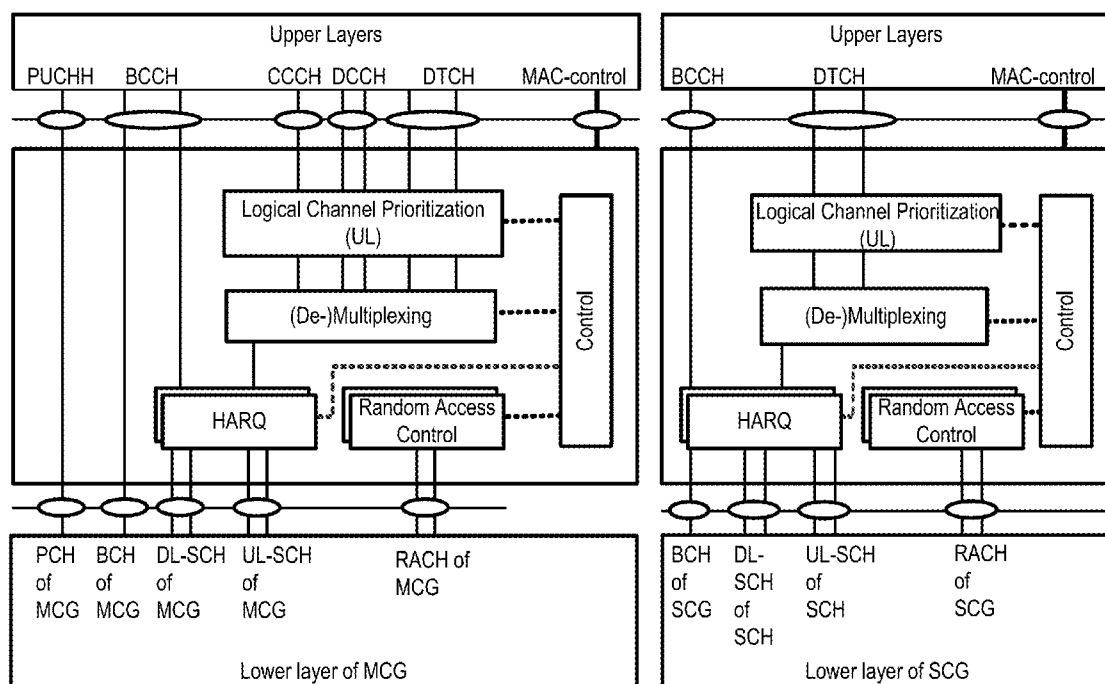 Upper Layers
PUCHH BCCH CCCH DCCH DTCH MAC-control
Logical Channel Prioritization
(UL)
(De-)Multiplexing
Control
HARQ
Random Access
Control
PCH
of
MCG
BCH
of
MCG
DL-SCH
of
MCG
UL-SCH
of
MCG
RACH of
MCG
Lower layer of MCG
Upper Layers
BCCH DTCH MAC-control
Logical Channel Prioritization
(UL)
(De-)Multiplexing
Control
HARQ
Random Access
Control
BCH
of
SCG
DL-
SCH
of
SCH
UL-SCH
of
SCH
RACH
of
SCG
Lower layer of SCG